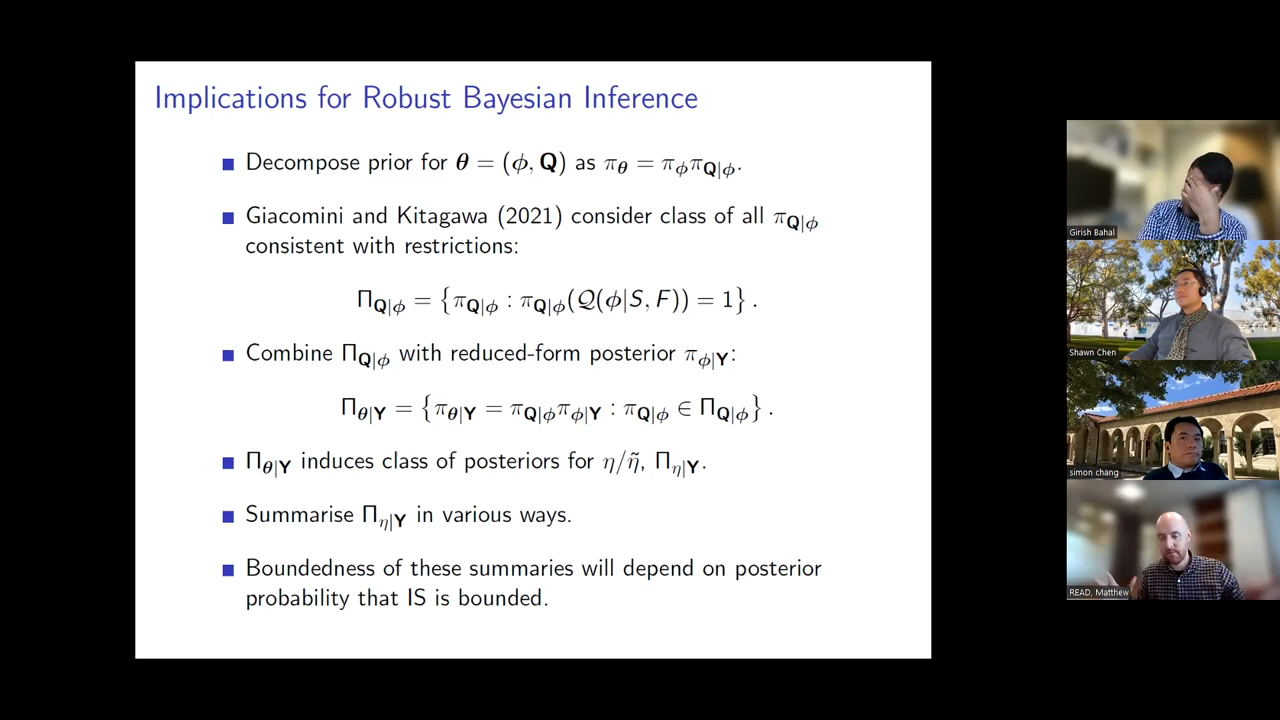 Implications for Robust Bayesian Inference
Decompose prior for θ = (ϕ, Q) as π_θ = π_ϕ π_{Q|ϕ}.
Giacomini and Kitagawa (2021) consider class of all π_{Q|ϕ}
consistent with restrictions:
Π_{Q|ϕ} = {π_{Q|ϕ} : π_{Q|ϕ}(𝒬(ϕ|S, F)) = 1} .
Combine Π_{Q|ϕ} with reduced-form posterior π_{ϕ|Y}:
Π_{θ|Y} = {π_{θ|Y} = π_{Q|ϕ}π_{ϕ|Y} : π_{Q|ϕ} ∈ Π_{Q|ϕ}} .
Π_{θ|Y} induces class of posteriors for η/η̃, Π_{η|Y}.
Summarise Π_{η|Y} in various ways.
Boundedness of these summaries will depend on posterior
probability that IS is bounded.
Girish Bahal
Shawn Chen
simon chang
READ, Matthew